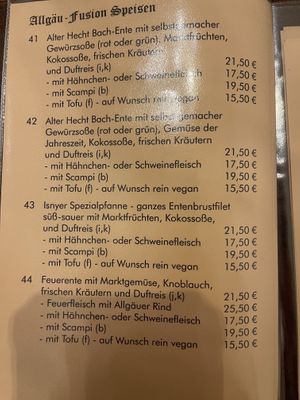 Allgäu-Fusion Speisen
41 Alter Hecht Bach-Ente mit selbstgemachter
Gewürzsoße (rot oder grün), Marktfrüchten,
Kokossoße, frischen Kräutern
und Duftreis (i,k) 21,50 €
- mit Hähnchen- oder Schweinefleisch 17,50 €
- mit Scampi (b) 19,50 €
- mit Tofu (f) - auf Wunsch rein vegan 15,50 €
42 Alter Hecht Bach-Ente mit selbst gemachter
Gewürzsoße (rot oder grün), Gemüse der
Jahreszeit, Kokossoße, frischen Kräutern
und Duftreis (i,k) 21,50 €
- mit Hähnchen- oder Schweinefleisch 17,50 €
- mit Scampi (b) 19,50 €
- mit Tofu (f) - auf Wunsch rein vegan 15,50 €
43 Isnyer Spezialpfanne - ganzes Entenbrustfilet
süß-sauer mit Marktfrüchten, Kokossoße,
und Duftreis (i,k) 21,50 €
- mit Hähnchen- oder Schweinefleisch 17,50 €
- mit Scampi (b) 19,50 €
- mit Tofu (f) - auf Wunsch rein vegan 15,50 €
44 Feuerente mit Marktgemüse, Knoblauch,
frischen Kräutern und Duftreis (j,k) 21,50 €
- Feuerfleisch mit Allgäuer Rind 25,50 €
- mit Hähnchen- oder Schweinefleisch 17,50 €
- mit Scampi (b) 19,50 €
- mit Tofu (f) - auf Wunsch rein vegan 15,50 €